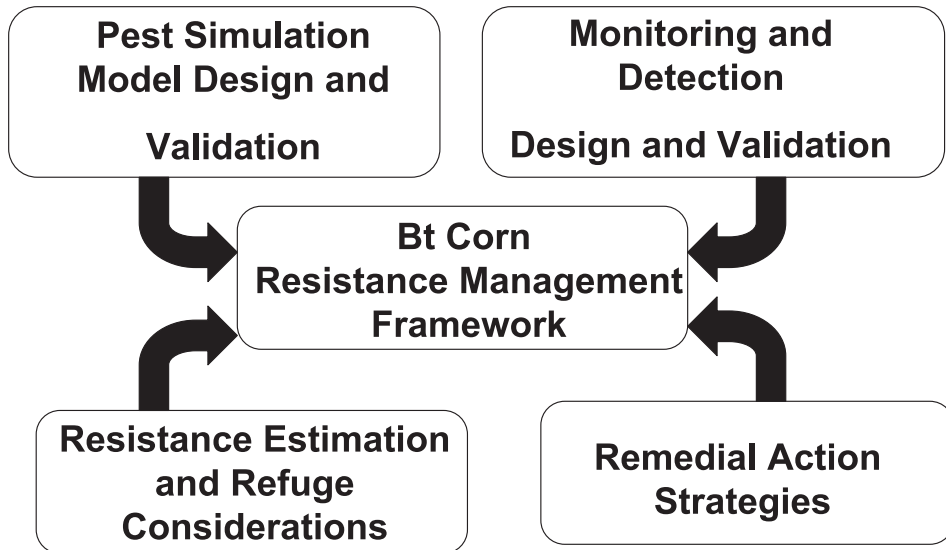 Pest Simulation
Model Design and
Validation
Monitoring and
Detection
Design and Validation
Bt Corn
Resistance Management
Framework
Resistance Estimation
and Refuge
Considerations
Remedial Action
Strategies